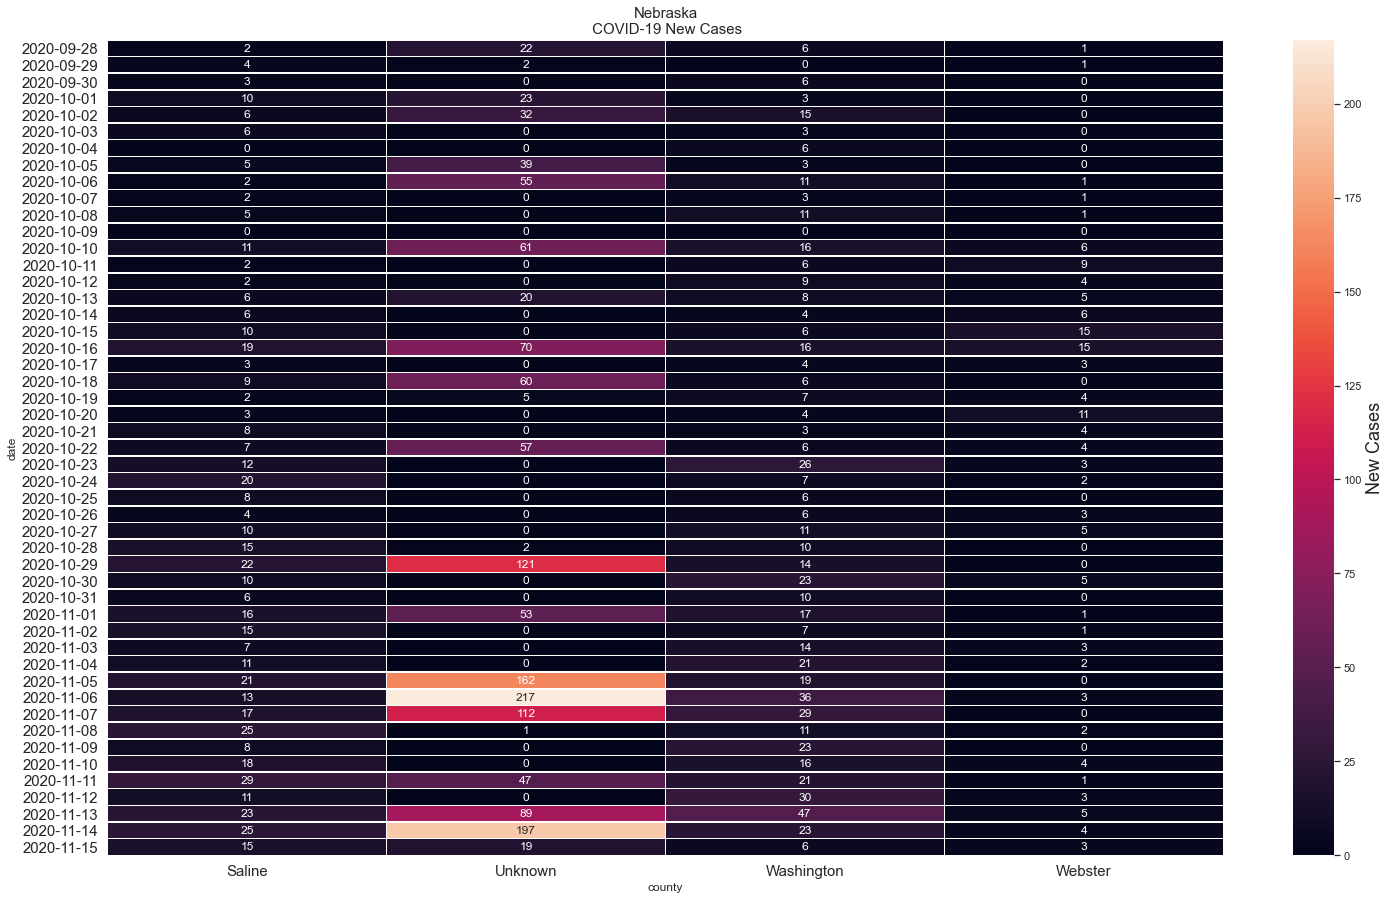 Nebraska
COVID-19 New Cases
2020-09-28 2 22 6 1
2020-09-29 4 2 0 1
2020-09-30 3 0 6 0
2020-10-01 10 23 3 0
2020-10-02 6 32 15 0
2020-10-03 6 0 3 0
2020-10-04 0 0 6 0
2020-10-05 5 39 3 0
2020-10-06 2 55 11 1
2020-10-07 2 0 3 1
2020-10-08 5 0 11 1
2020-10-09 0 0 0 0
2020-10-10 11 61 16 6
2020-10-11 2 0 6 9
2020-10-12 2 0 9 4
2020-10-13 6 20 8 5
2020-10-14 6 0 4 6
2020-10-15 10 0 6 15
2020-10-16 19 70 16 15
2020-10-17 3 0 4 3
2020-10-18 9 60 6 0
2020-10-19 2 5 7 4
2020-10-20 3 0 4 11
2020-10-21 8 0 3 4
2020-10-22 7 57 6 4
2020-10-23 12 0 26 3
2020-10-24 20 0 7 2
2020-10-25 8 0 6 0
2020-10-26 4 0 6 3
2020-10-27 10 0 11 5
2020-10-28 15 2 10 0
2020-10-29 22 121 14 0
2020-10-30 10 0 23 5
2020-10-31 6 0 10 0
2020-11-01 16 53 17 1
2020-11-02 15 0 7 1
2020-11-03 7 0 14 3
2020-11-04 11 0 21 2
2020-11-05 21 162 19 0
2020-11-06 13 217 36 3
2020-11-07 17 112 29 0
2020-11-08 25 1 11 2
2020-11-09 8 0 23 0
2020-11-10 18 0 16 4
2020-11-11 29 47 21 1
2020-11-12 11 0 30 3
2020-11-13 23 89 47 5
2020-11-14 25 197 23 4
2020-11-15 15 19 6 3
date
Saline Unknown Washington Webster
county
200
175
150
125
100
75
50
25
0
New Cases